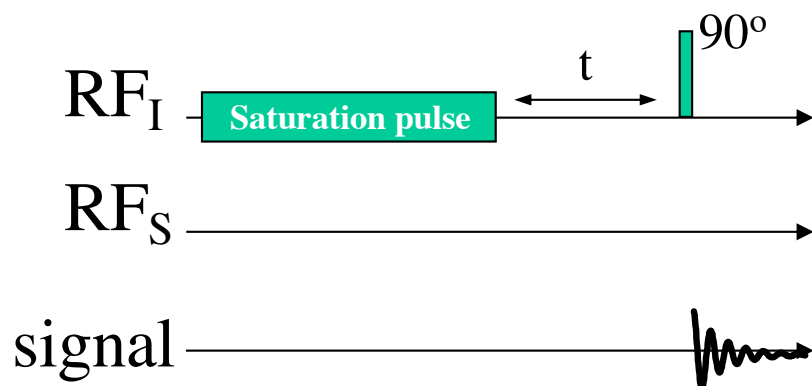 90º
t
RF_I
Saturation pulse
RF_S
signal